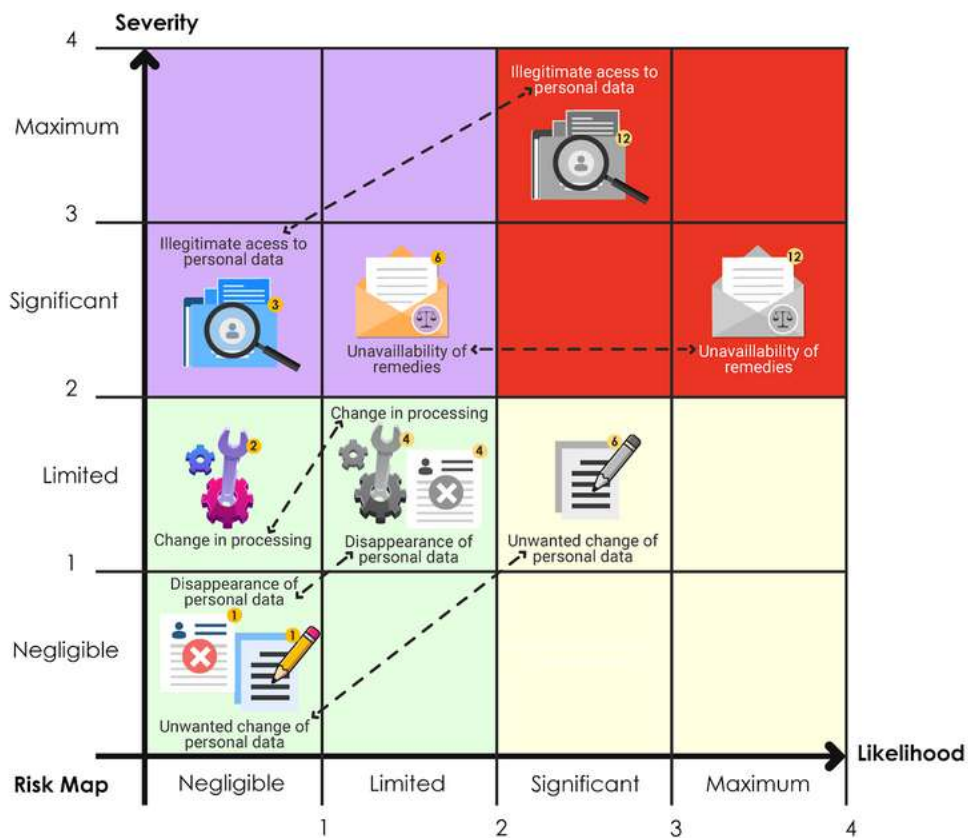 Severity
4
Maximum
Illegitimate acess to
personal data
12
3
Illegitimate acess to
personal data
3
6
12
Significant
Unavaillability of
remedies
Unavaillability of
remedies
2
Change in processing
2
4
4
6
Limited
Change in processing
Disappearance of
personal data
Unwanted change of
personal data
1
Disappearance of
personal data
1
1
Negligible
Unwanted change of
personal data
Likelihood
Risk Map
Negligible
Limited
Significant
Maximum
1
2
3
4